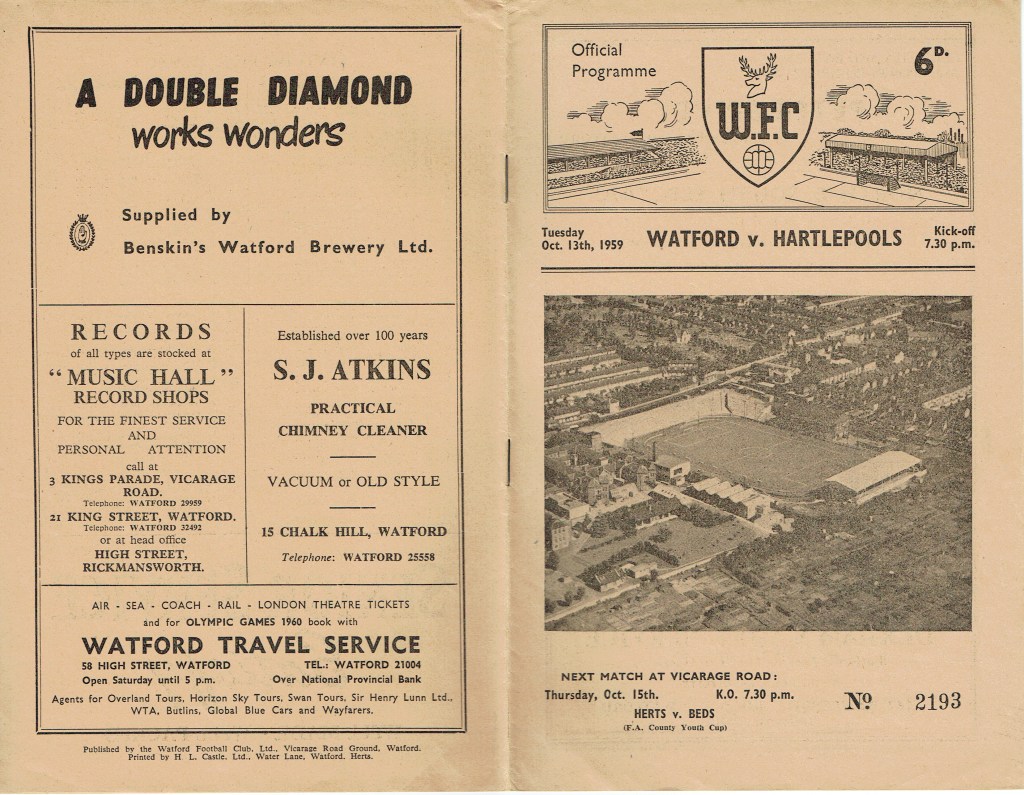 A DOUBLE DIAMOND
works wonders
Supplied by
Benskin's Watford Brewery Ltd.
RECORDS
of all types are stocked at
“MUSIC HALL”
RECORD SHOPS
FOR THE FINEST SERVICE
AND
PERSONAL ATTENTION
call at
3 KINGS PARADE, VICARAGE
ROAD.
Telephone: WATFORD 29959
21 KING STREET, WATFORD.
Telephone: WATFORD 32492
or at head office
HIGH STREET,
RICKMANSWORTH.
Established over 100 years
S. J. ATKINS
PRACTICAL
CHIMNEY CLEANER
VACUUM or OLD STYLE
15 CHALK HILL, WATFORD
Telephone: WATFORD 25558
AIR - SEA - COACH - RAIL - LONDON THEATRE TICKETS
and for OLYMPIC GAMES 1960 book with
WATFORD TRAVEL SERVICE
58 HIGH STREET, WATFORD TEL.: WATFORD 21004
Open Saturday until 5 p.m. Over National Provincial Bank
Agents for Overland Tours, Horizon Sky Tours, Swan Tours, Sir Henry Lunn Ltd.,
WTA, Butlins, Global Blue Cars and Wayfarers.
Published by the Watford Football Club, Ltd., Vicarage Road Ground, Watford.
Printed by H. L. Castle, Ltd., Water Lane, Watford, Herts.
Official
Programme
6D.
W.F.C
Tuesday
Oct. 13th, 1959
WATFORD v. HARTLEPOOLS
Kick-off
7.30 p.m.
NEXT MATCH AT VICARAGE ROAD:
Thursday, Oct. 15th. K.O. 7.30 p.m.
HERTS v. BEDS
(F.A. County Youth Cup)
No 2193